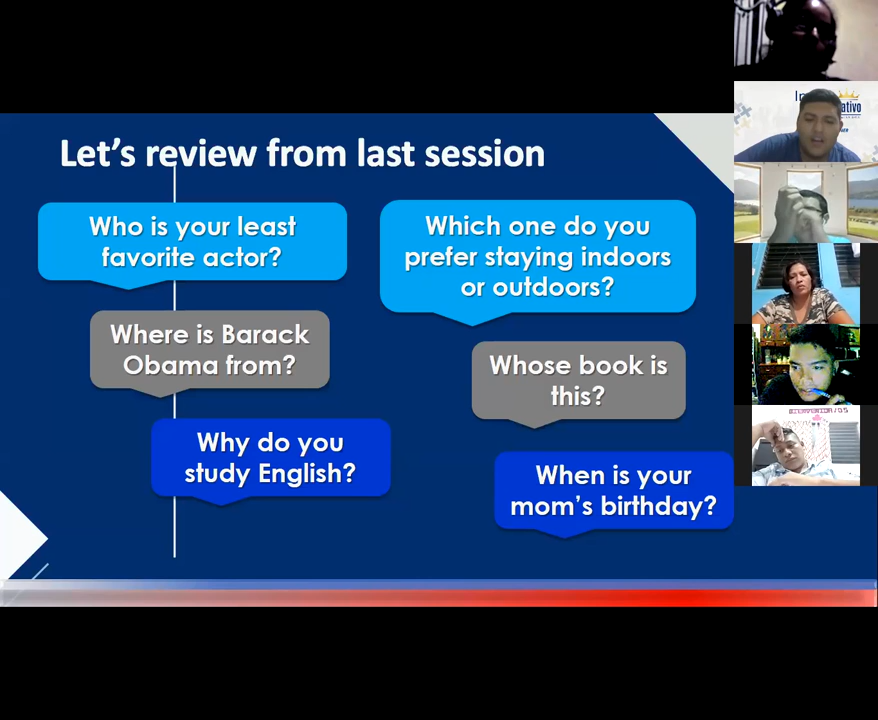 Let's review from last session
Who is your least
favorite actor?
Which one do you
prefer staying indoors
or outdoors?
Where is Barack
Obama from?
Whose book is
this?
Why do you
study English?
When is your
mom's birthday?